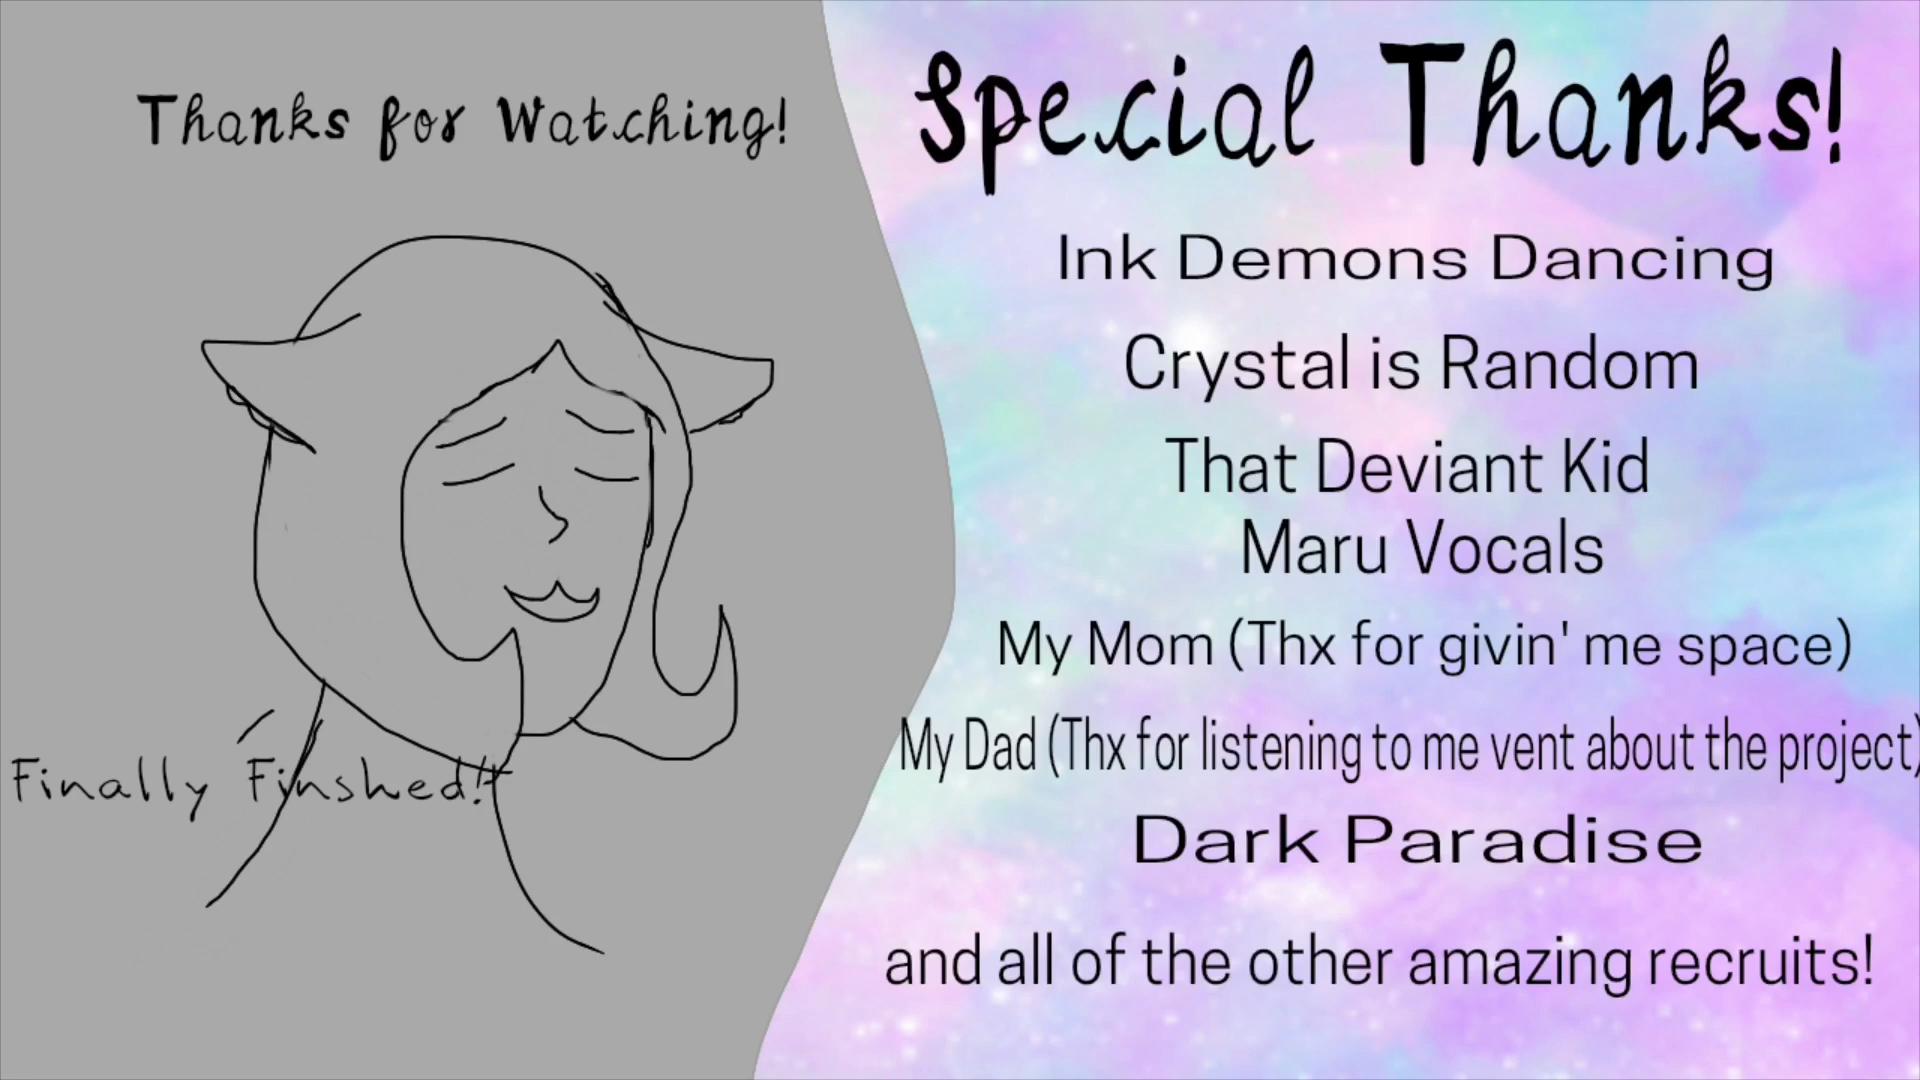 Thanks for Watching!
Finally Finshed!!
Special Thanks!
Ink Demons Dancing
Crystal is Random
That Deviant Kid
Maru Vocals
My Mom (Thx for givin' me space)
My Dad (Thx for listening to me vent about the project)
Dark Paradise
and all of the other amazing recruits!